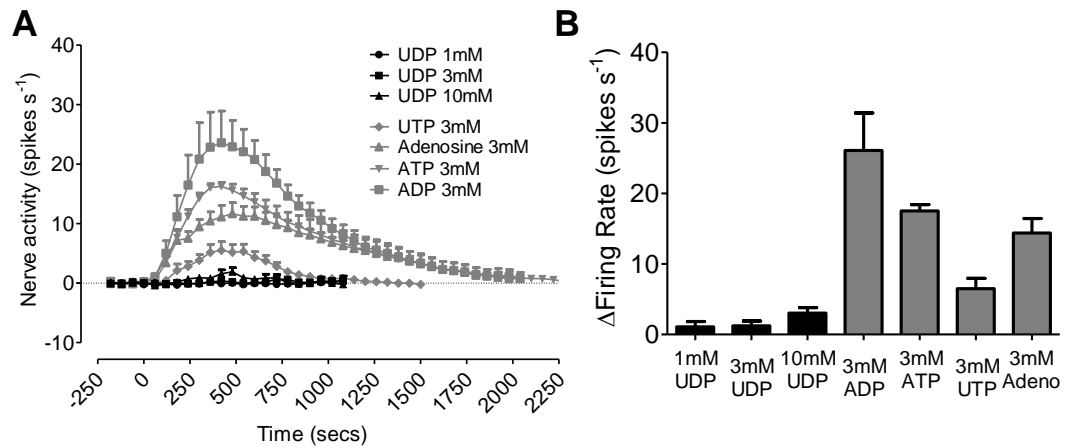 A
Nerve activity (spikes s⁻¹)
40
30
20
10
0
-10
-250
0
250
500
750
1000
1250
1500
1750
2000
2250
Time (secs)
UDP 1mM
UDP 3mM
UDP 10mM
UTP 3mM
Adenosine 3mM
ATP 3mM
ADP 3mM
B
ΔFiring Rate (spikes s⁻¹)
40
30
20
10
0
1mM
UDP
3mM
UDP
10mM
UDP
3mM
ADP
3mM
ATP
3mM
UTP
3mM
Adeno